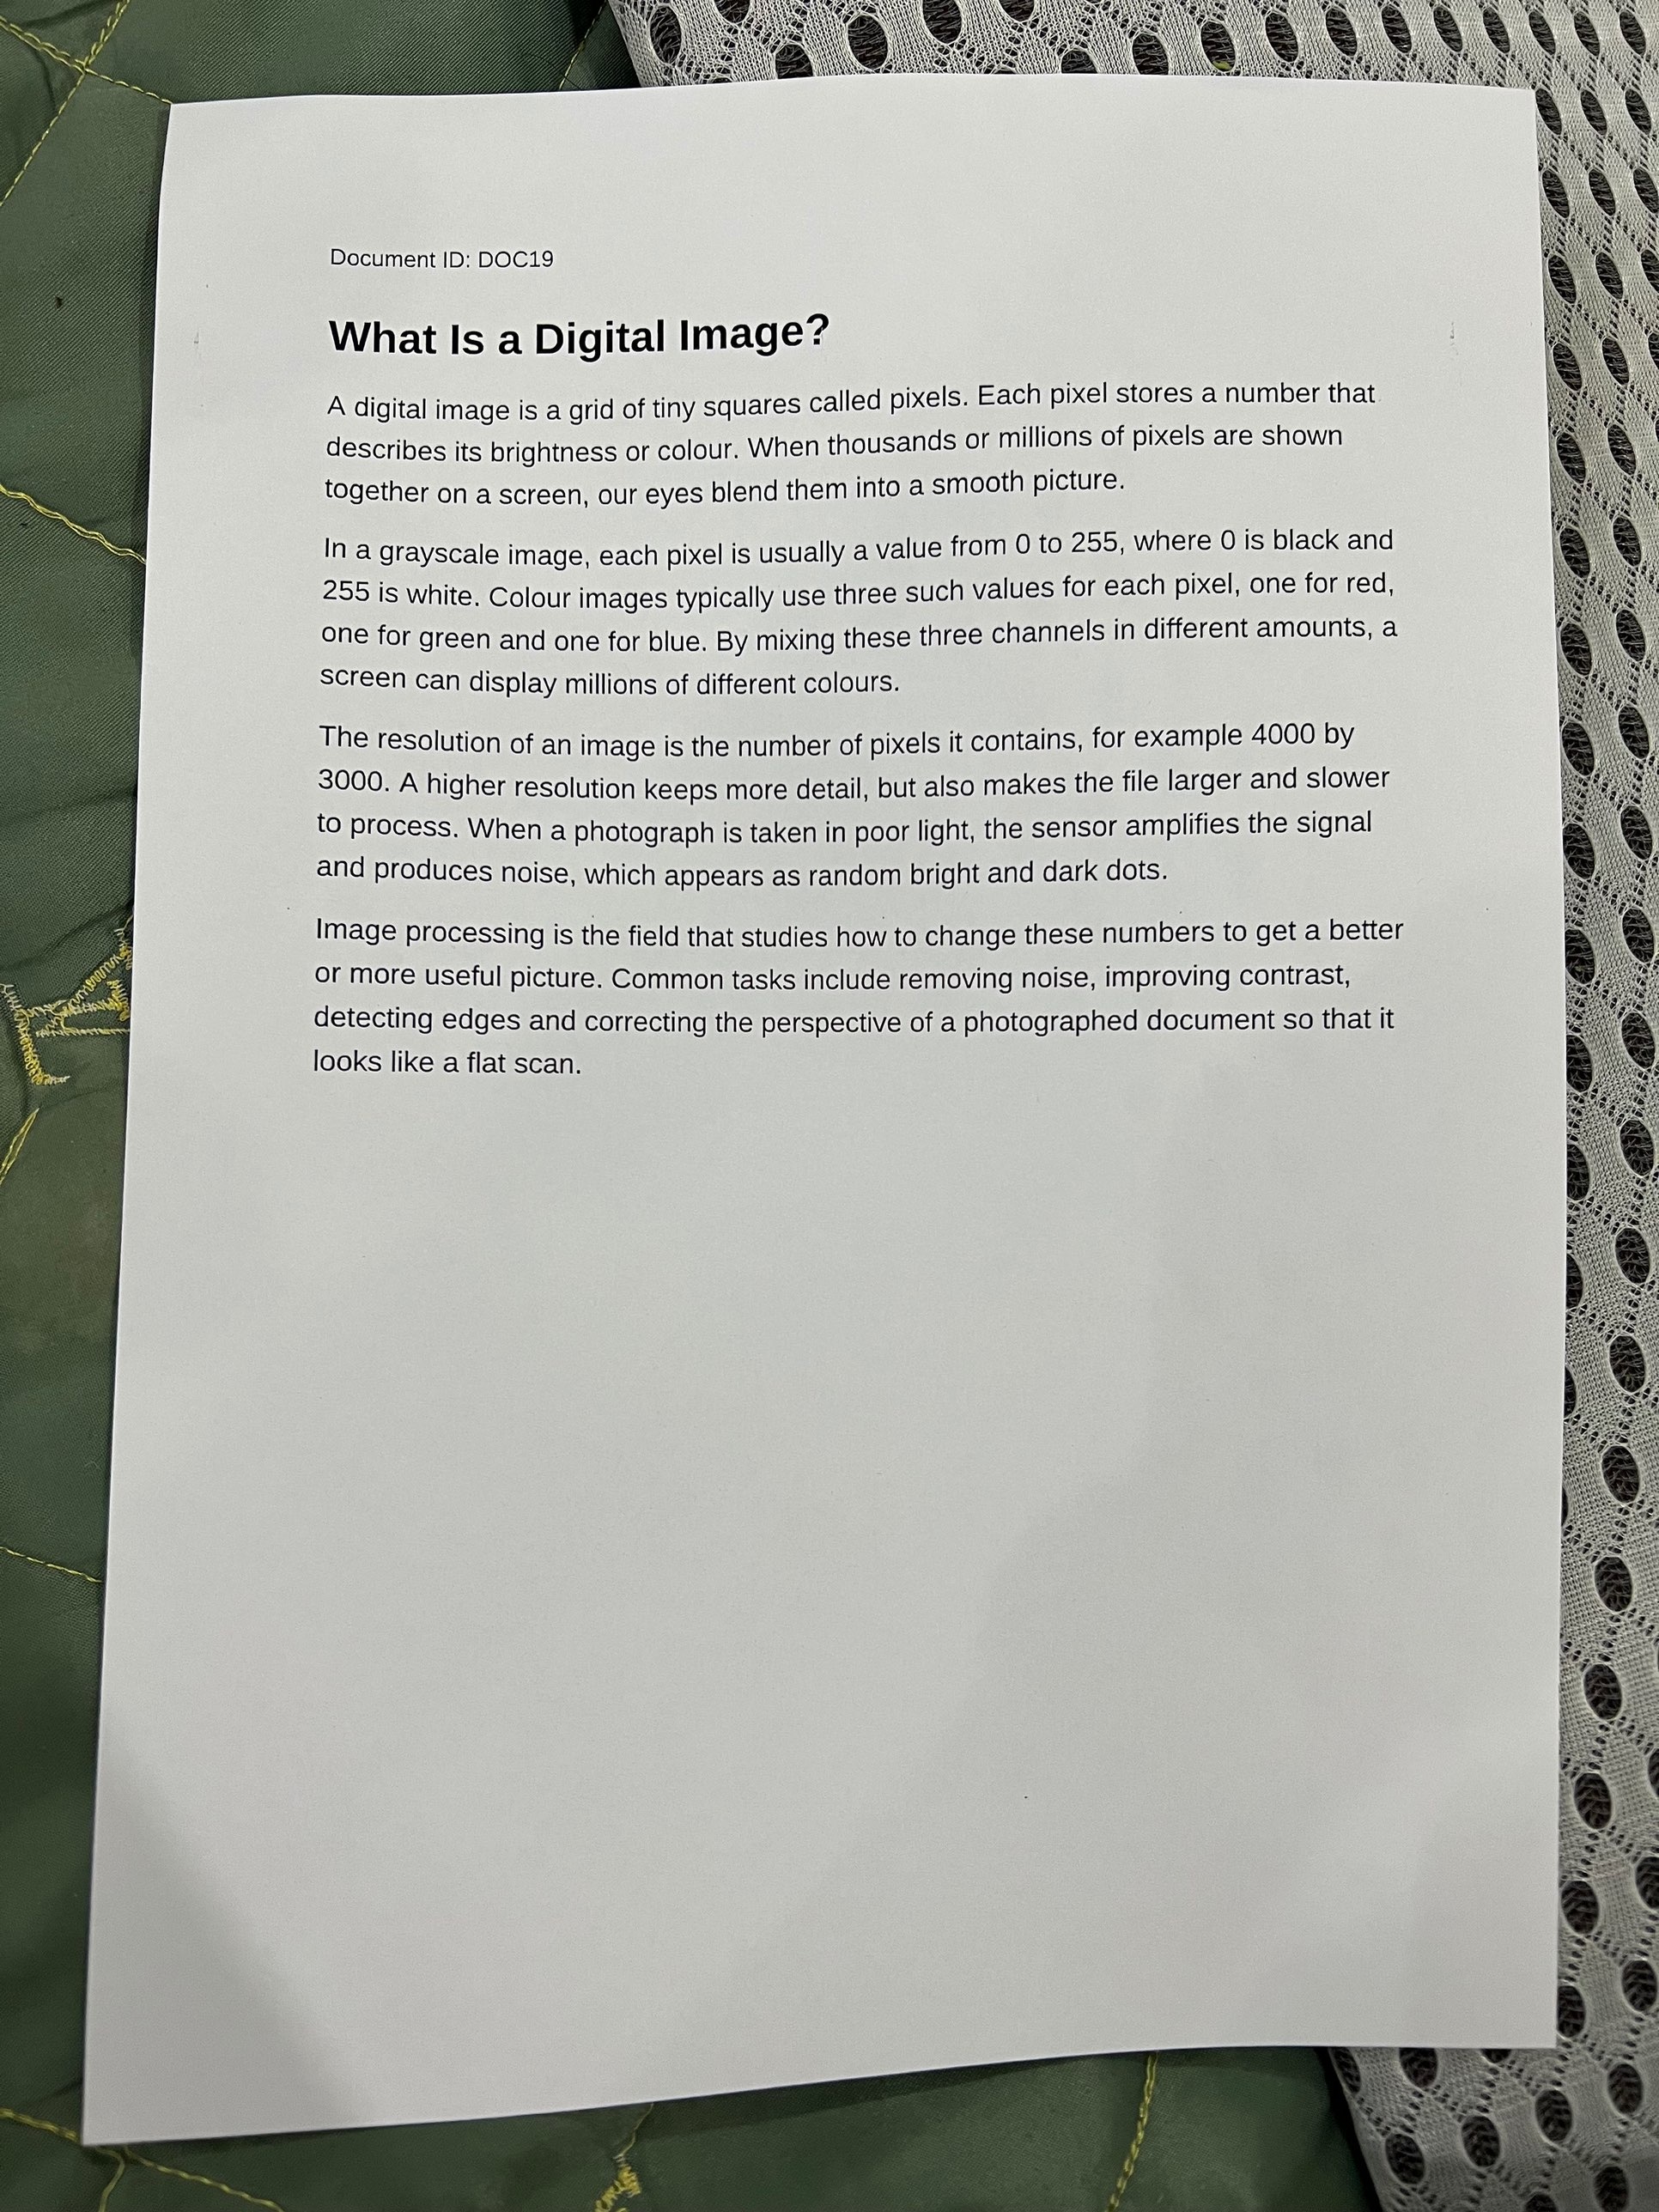 Document ID: DOC19
What Is a Digital Image?
A digital image is a grid of tiny squares called pixels. Each pixel stores a number that
describes its brightness or colour. When thousands or millions of pixels are shown
together on a screen, our eyes blend them into a smooth picture.
In a grayscale image, each pixel is usually a value from 0 to 255, where 0 is black and
255 is white. Colour images typically use three such values for each pixel, one for red,
one for green and one for blue. By mixing these three channels in different amounts, a
screen can display millions of different colours.
The resolution of an image is the number of pixels it contains, for example 4000 by
3000. A higher resolution keeps more detail, but also makes the file larger and slower
to process. When a photograph is taken in poor light, the sensor amplifies the signal
and produces noise, which appears as random bright and dark dots.
Image processing is the field that studies how to change these numbers to get a better
or more useful picture. Common tasks include removing noise, improving contrast,
detecting edges and correcting the perspective of a photographed document so that it
looks like a flat scan.